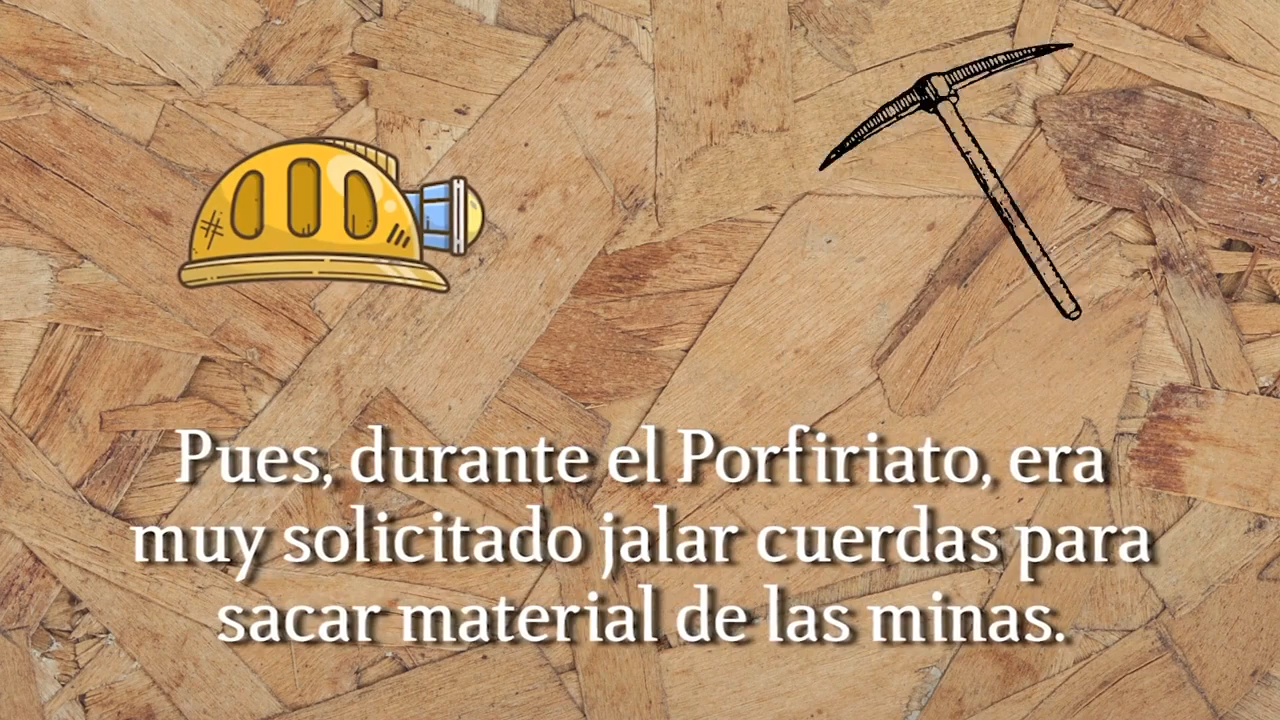 Pues, durante el Porfiriato, era
muy solicitado jalar cuerdas para
sacar material de las minas.